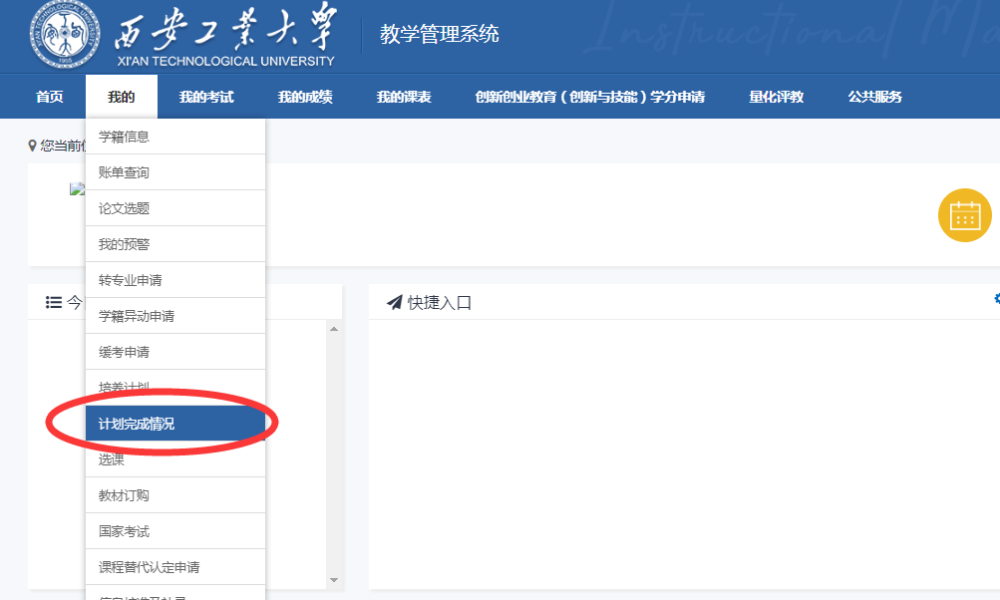 西安工业大学
XI'AN TECHNOLOGICAL UNIVERSITY
1955
教学管理系统
Instructional Ma
首页 我的 我的考试 我的成绩 我的课表 创新创业教育（创新与技能）学分申请 量化评教 公共服务
您当前位
学籍信息
账单查询
论文选题
我的预警
转专业申请
今
快捷入口
学籍异动申请
缓考申请
培养计划
计划完成情况
选课
教材订购
国家考试
课程替代认定申请